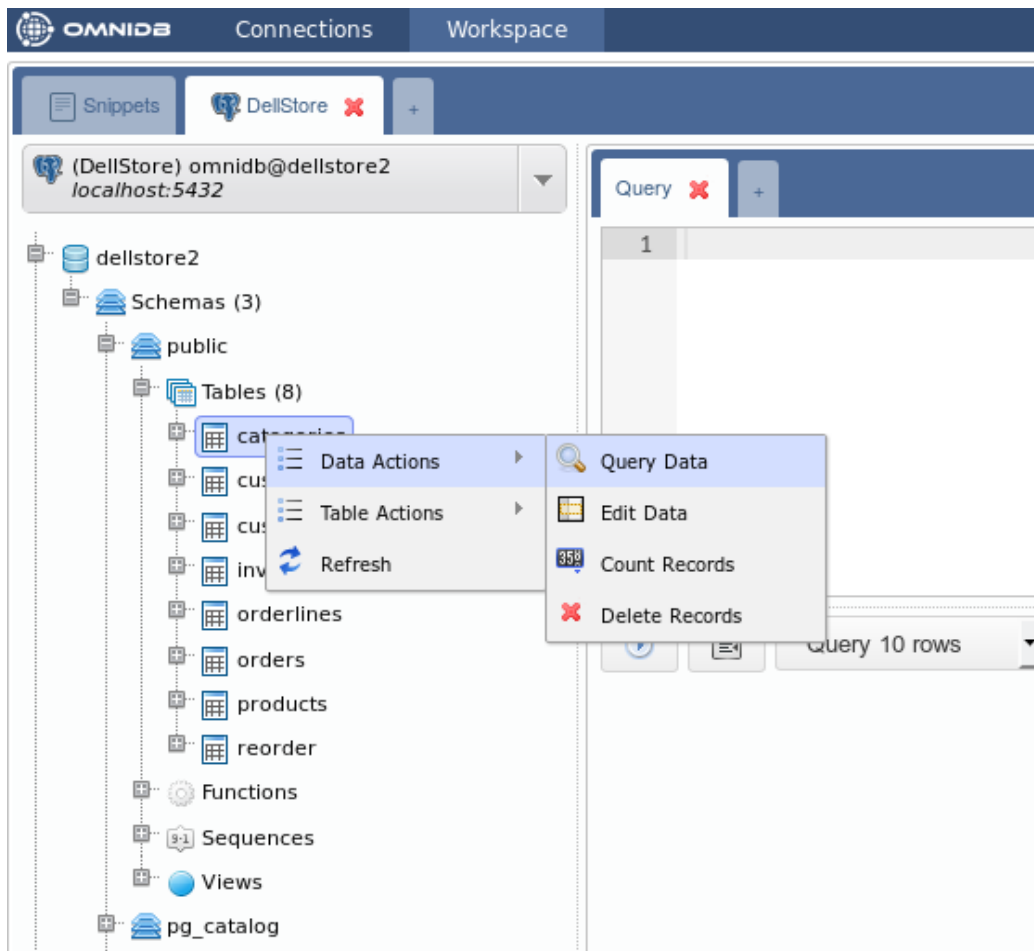 OMNIDB Connections Workspace
Snippets DellStore +
(DellStore) omnidb@dellstore2
localhost:5432
Query +
1
dellstore2
Schemas (3)
public
Tables (8)
categories
Data Actions
Table Actions
Refresh
Query Data
Edit Data
Count Records
Delete Records
orderlines
orders
products
reorder
Query 10 rows
Functions
Sequences
Views
pg_catalog